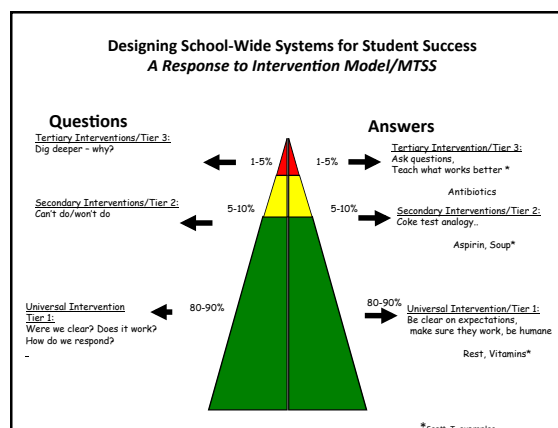 Designing School-Wide Systems for Student Success
A Response to Intervention Model/MTSS
Questions
Tertiary Interventions/Tier 3:
Dig deeper – why?
1-5%
Secondary Interventions/Tier 2:
Can't do/won't do
5-10%
Universal Intervention
Tier 1:
Were we clear? Does it work?
How do we respond?
80-90%
Answers
1-5%
Tertiary Intervention/Tier 3:
Ask questions,
Teach what works better *
Antibiotics
5-10%
Secondary Interventions/Tier 2:
Coke test analogy..
Aspirin, Soup*
80-90%
Universal Intervention/Tier 1:
Be clear on expectations,
make sure they work, be humane
Rest, Vitamins*
*